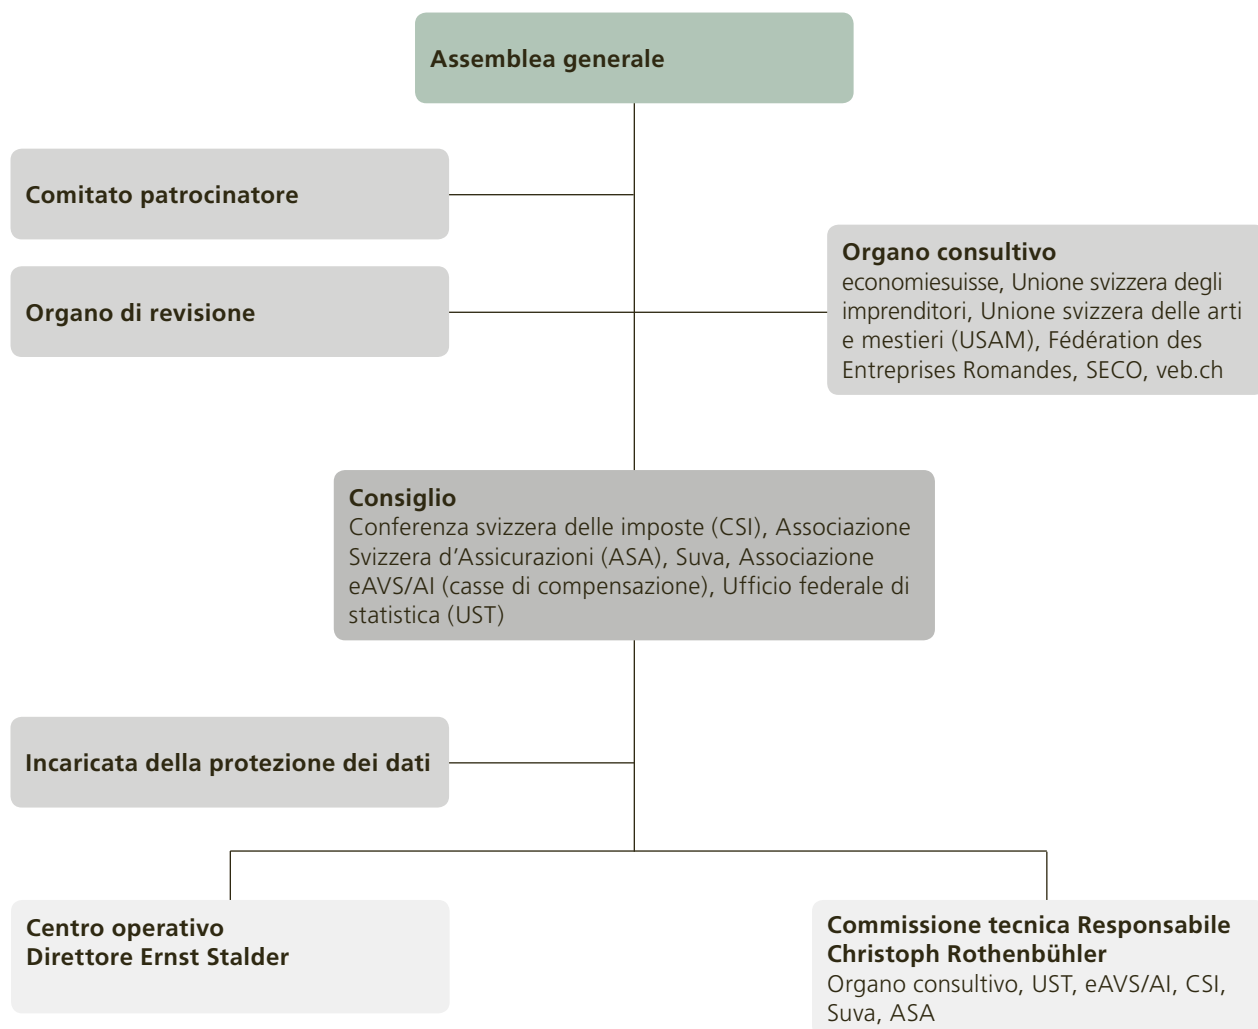 Assemblea generale
Comitato patrocinatore
Organo di revisione
Organo consultivo
economiesuisse, Unione svizzera degli
imprenditori, Unione svizzera delle arti
e mestieri (USAM), Fédération des
Entreprises Romandes, SECO, veb.ch
Consiglio
Conferenza svizzera delle imposte (CSI), Associazione
Svizzera d’Assicurazioni (ASA), Suva, Associazione
eAVS/AI (casse di compensazione), Ufficio federale di
statistica (UST)
Incaricata della protezione dei dati
Centro operativo
Direttore Ernst Stalder
Commissione tecnica Responsabile
Christoph Rothenbühler
Organo consultivo, UST, eAVS/AI, CSI,
Suva, ASA